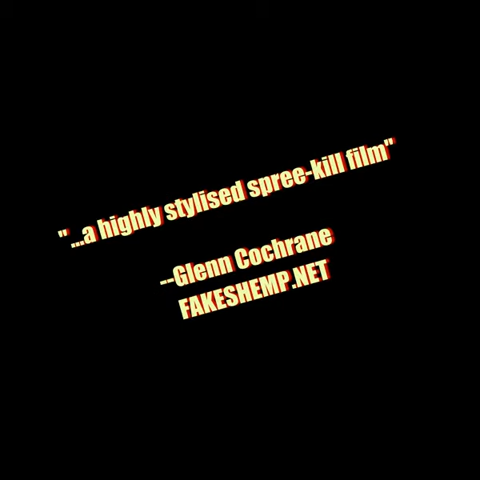 "...a highly stylised spree-kill film"
--Glenn Cochrane
FAKESHEMP.NET